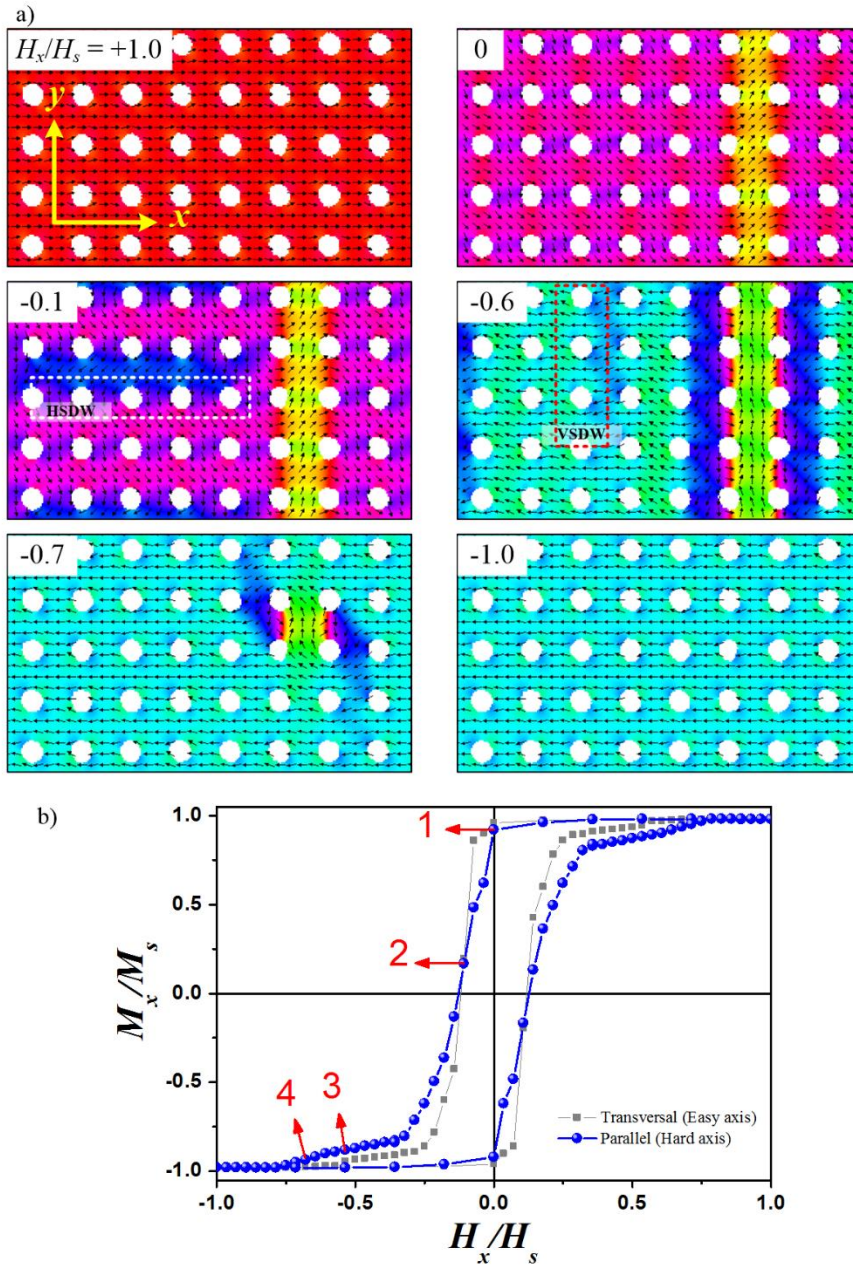 a)
Hx/Hs = +1.0
0
y
x
-0.1
HSDW
-0.6
VSDW
-0.7
-1.0
b)
1.0
0.5
0.0
-0.5
-1.0
Mx/Ms
1
2
3
4
Transversal (Easy axis)
Parallel (Hard axis)
-1.0 -0.5 0.0 0.5 1.0
Hx/Hs